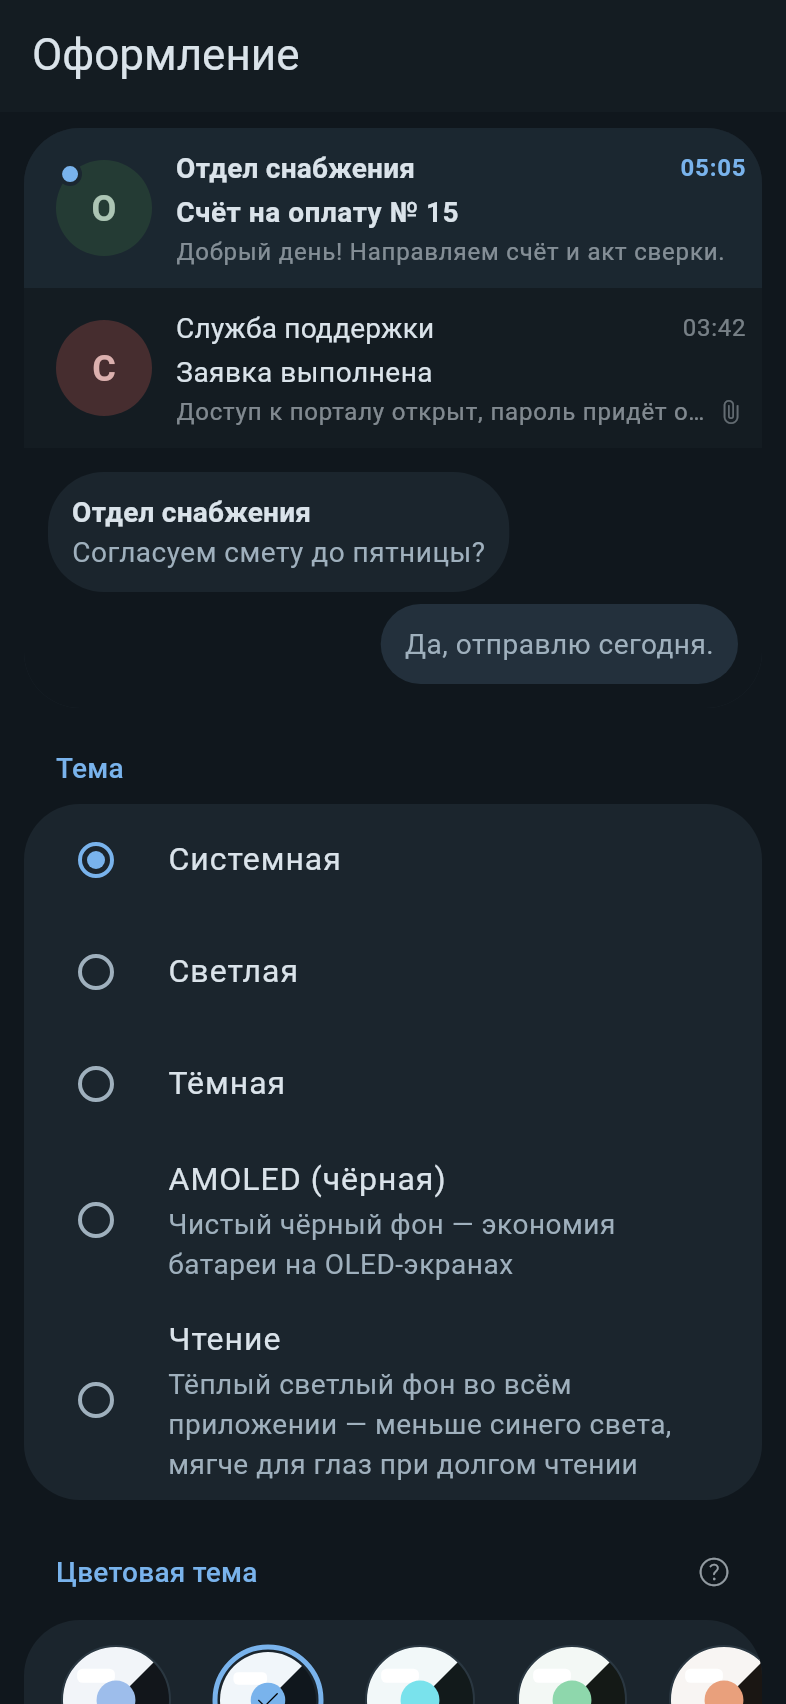 Оформление
О
Отдел снабжения 05:05
Счёт на оплату № 15
Добрый день! Направляем счёт и акт сверки.
С
Служба поддержки 03:42
Заявка выполнена
Доступ к порталу открыт, пароль придёт о…
Отдел снабжения
Согласуем смету до пятницы?
Да, отправлю сегодня.
Тема
Системная
Светлая
Тёмная
AMOLED (чёрная)
Чистый чёрный фон — экономия
батареи на OLED-экранах
Чтение
Тёплый светлый фон во всём
приложении — меньше синего света,
мягче для глаз при долгом чтении
Цветовая тема ?